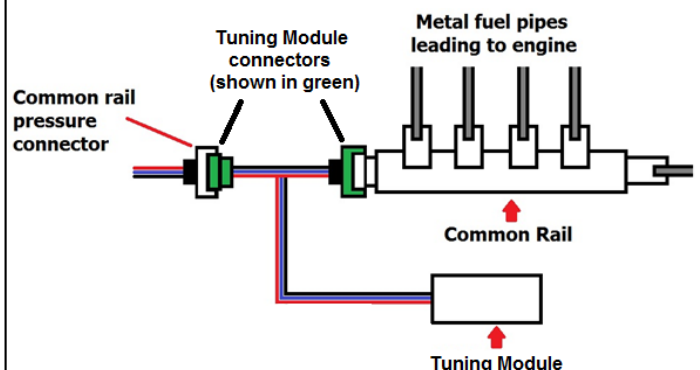 Tuning Module
connectors
(shown in green)
Metal fuel pipes
leading to engine
Common rail
pressure
connector
Common Rail
Tuning Module